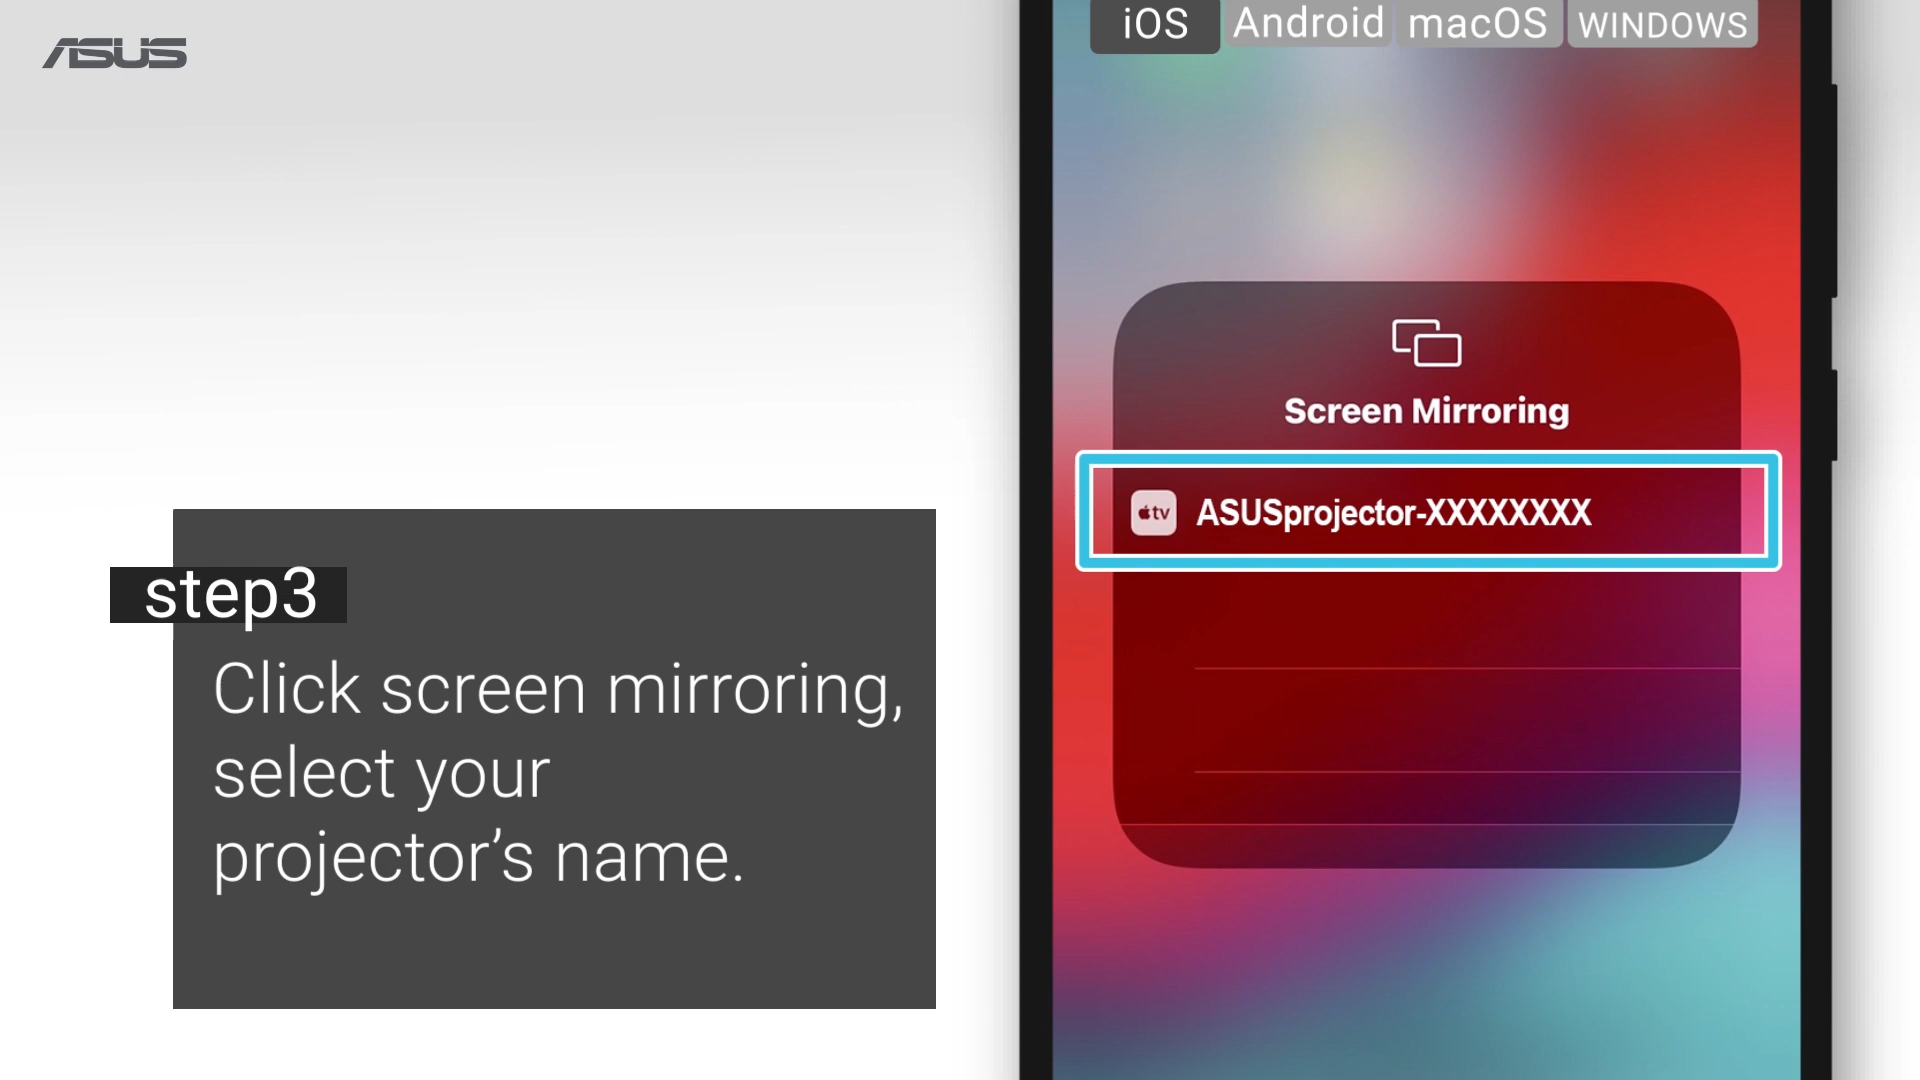 ASUS
iOS Android macOS WINDOWS
Screen Mirroring
tv ASUSprojector-XXXXXXXX
step3
Click screen mirroring,
select your
projector’s name.